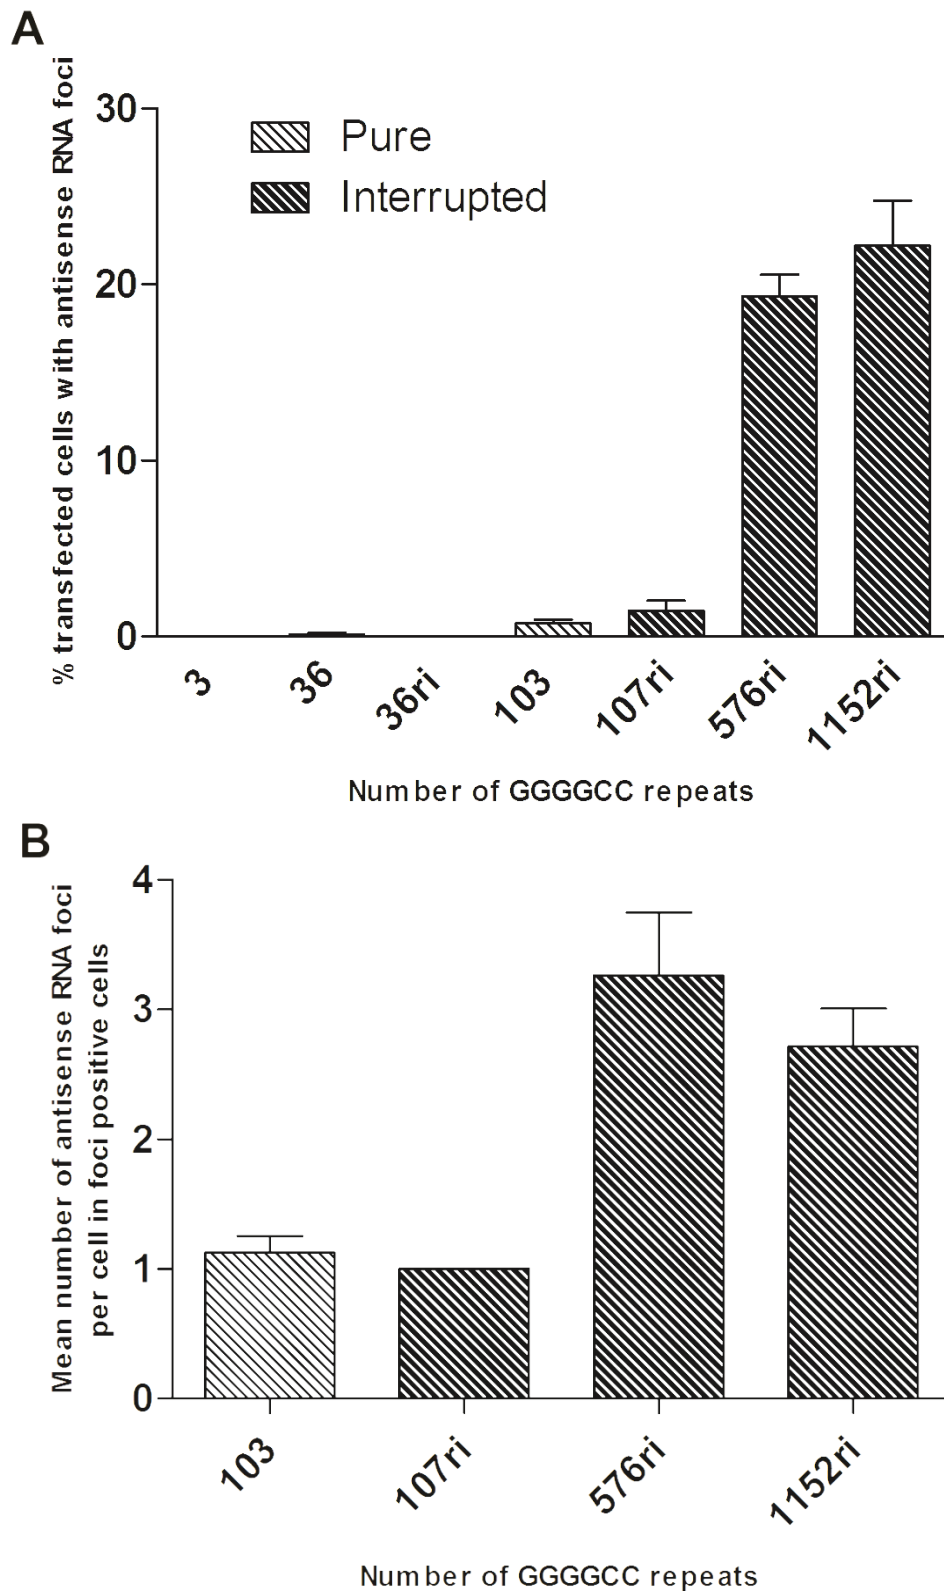 A
% transfected cells with antisense RNA foci
30
20
10
0
Pure
Interrupted
3
36
36ri
103
107ri
576ri
1152ri
Number of GGGGCC repeats
B
Mean number of antisense RNA foci
per cell in foci positive cells
4
3
2
1
0
103
107ri
576ri
1152ri
Number of GGGGCC repeats